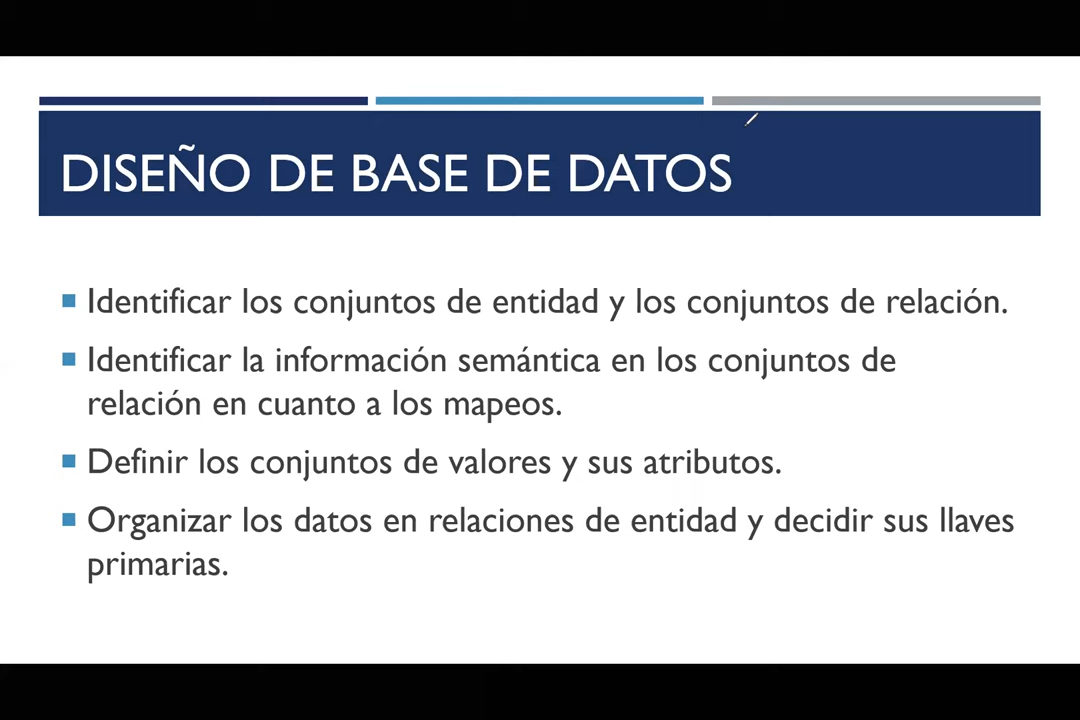 DISEÑO DE BASE DE DATOS
Identificar los conjuntos de entidad y los conjuntos de relación.
Identificar la información semántica en los conjuntos de
relación en cuanto a los mapeos.
Definir los conjuntos de valores y sus atributos.
Organizar los datos en relaciones de entidad y decidir sus llaves
primarias.